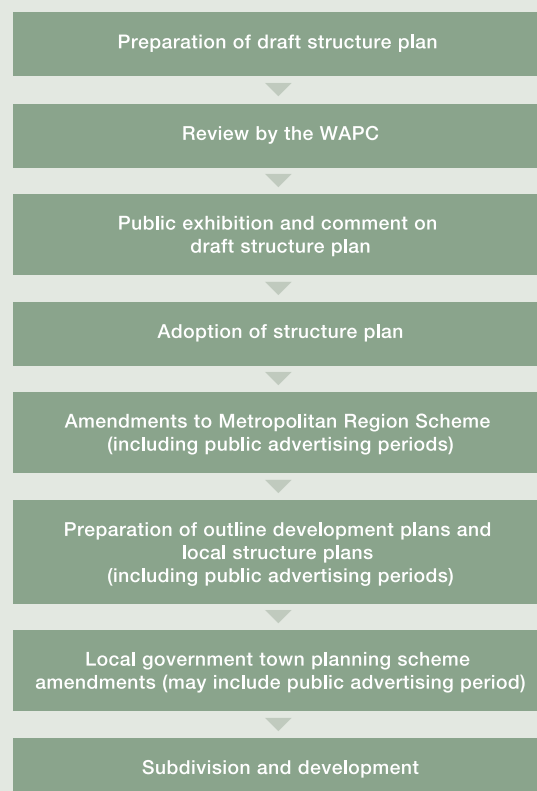 Preparation of draft structure plan
Review by the WAPC
Public exhibition and comment on
draft structure plan
Adoption of structure plan
Amendments to Metropolitan Region Scheme
(including public advertising periods)
Preparation of outline development plans and
local structure plans
(including public advertising periods)
Local government town planning scheme
amendments (may include public advertising period)
Subdivision and development